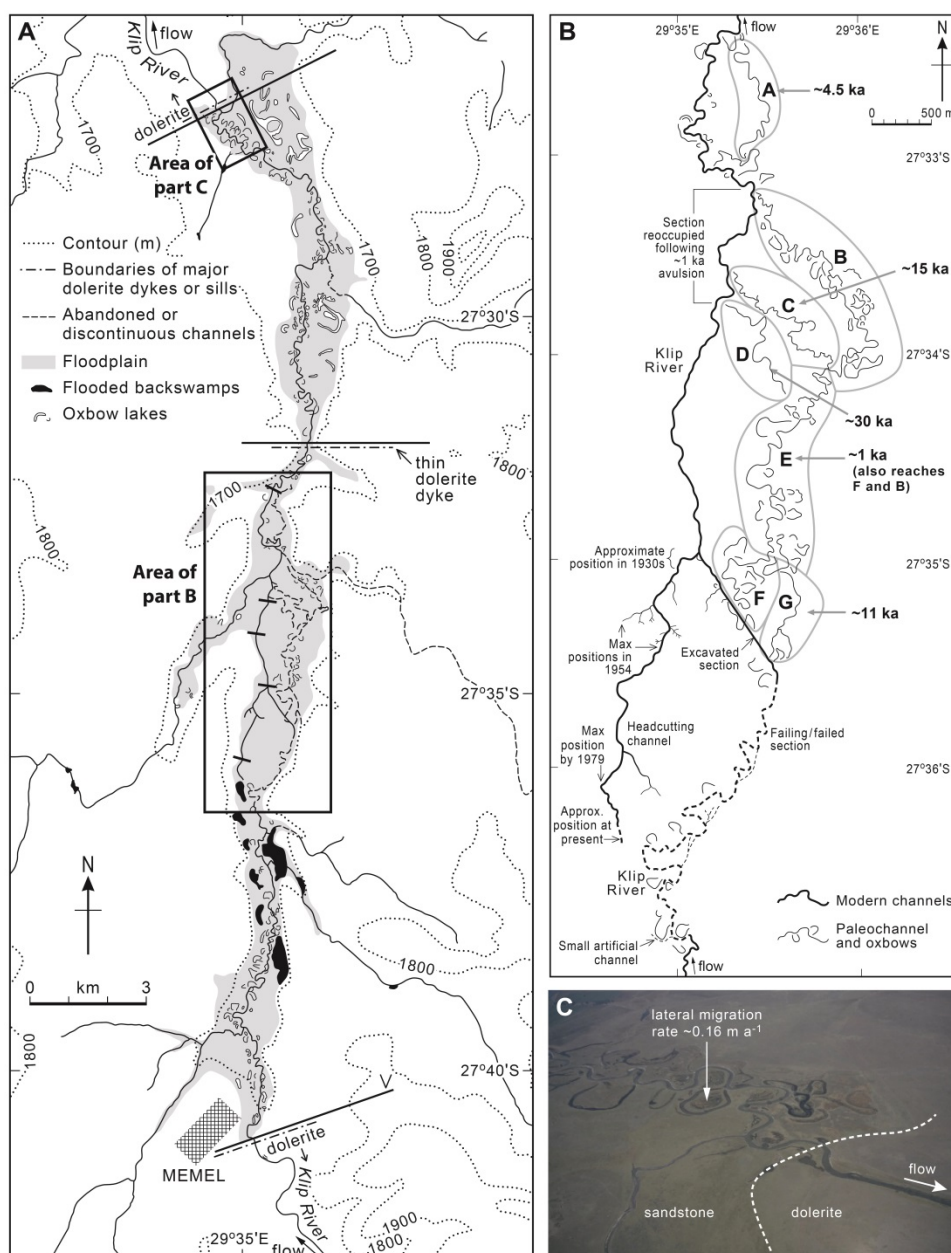 A
flow
Klip River
dolerite
1700
Area of
part C
Contour (m)
Boundaries of major
dolerite dykes or sills
Abandoned or
discontinuous channels
Floodplain
Flooded backswamps
Oxbow lakes
1700
1800
1900
27°30'S
thin
dolerite
dyke
1800
1700
1800
Area of
part B
27°35'S
N
0 km 3
1800
1800
27°40'S
V
dolerite
MEMEL
Klip River
29°35'E
flow
1900
1800
B
29°35'E
29°36'E
flow
N
A
~4.5 ka
0 500 m
27°33'S
Section
reoccupied
following
~1 ka
avulsion
B
~15 ka
C
27°34'S
Klip
River
D
~30 ka
E
~1 ka
(also reaches
F and B)
Approximate
position in 1930s
27°35'S
F
G
~11 ka
Max
positions in
1954
Excavated
section
Max
position
by 1979
Headcutting
channel
Failing/failed
section
27°36'S
Approx.
position at
present
Klip
River
Modern channels
Paleochannel
and oxbows
Small artificial
channel
flow
C
lateral migration
rate ~0.16 m a⁻¹
flow
sandstone
dolerite